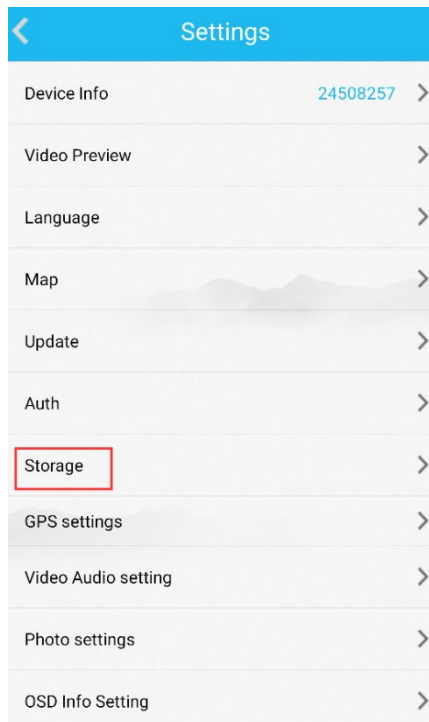 Settings
Device Info 24508257
Video Preview
Language
Map
Update
Auth
Storage
GPS settings
Video Audio setting
Photo settings
OSD Info Setting